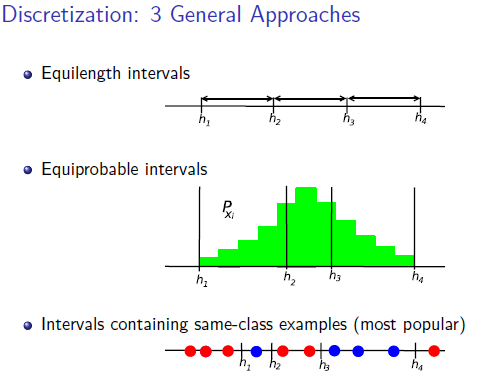 Discretization: 3 General Approaches
Equilength intervals
h1 h2 h3 h4
Equiprobable intervals
Pxi
h1 h2 h3 h4
Intervals containing same-class examples (most popular)
h1 h2 h3 h4